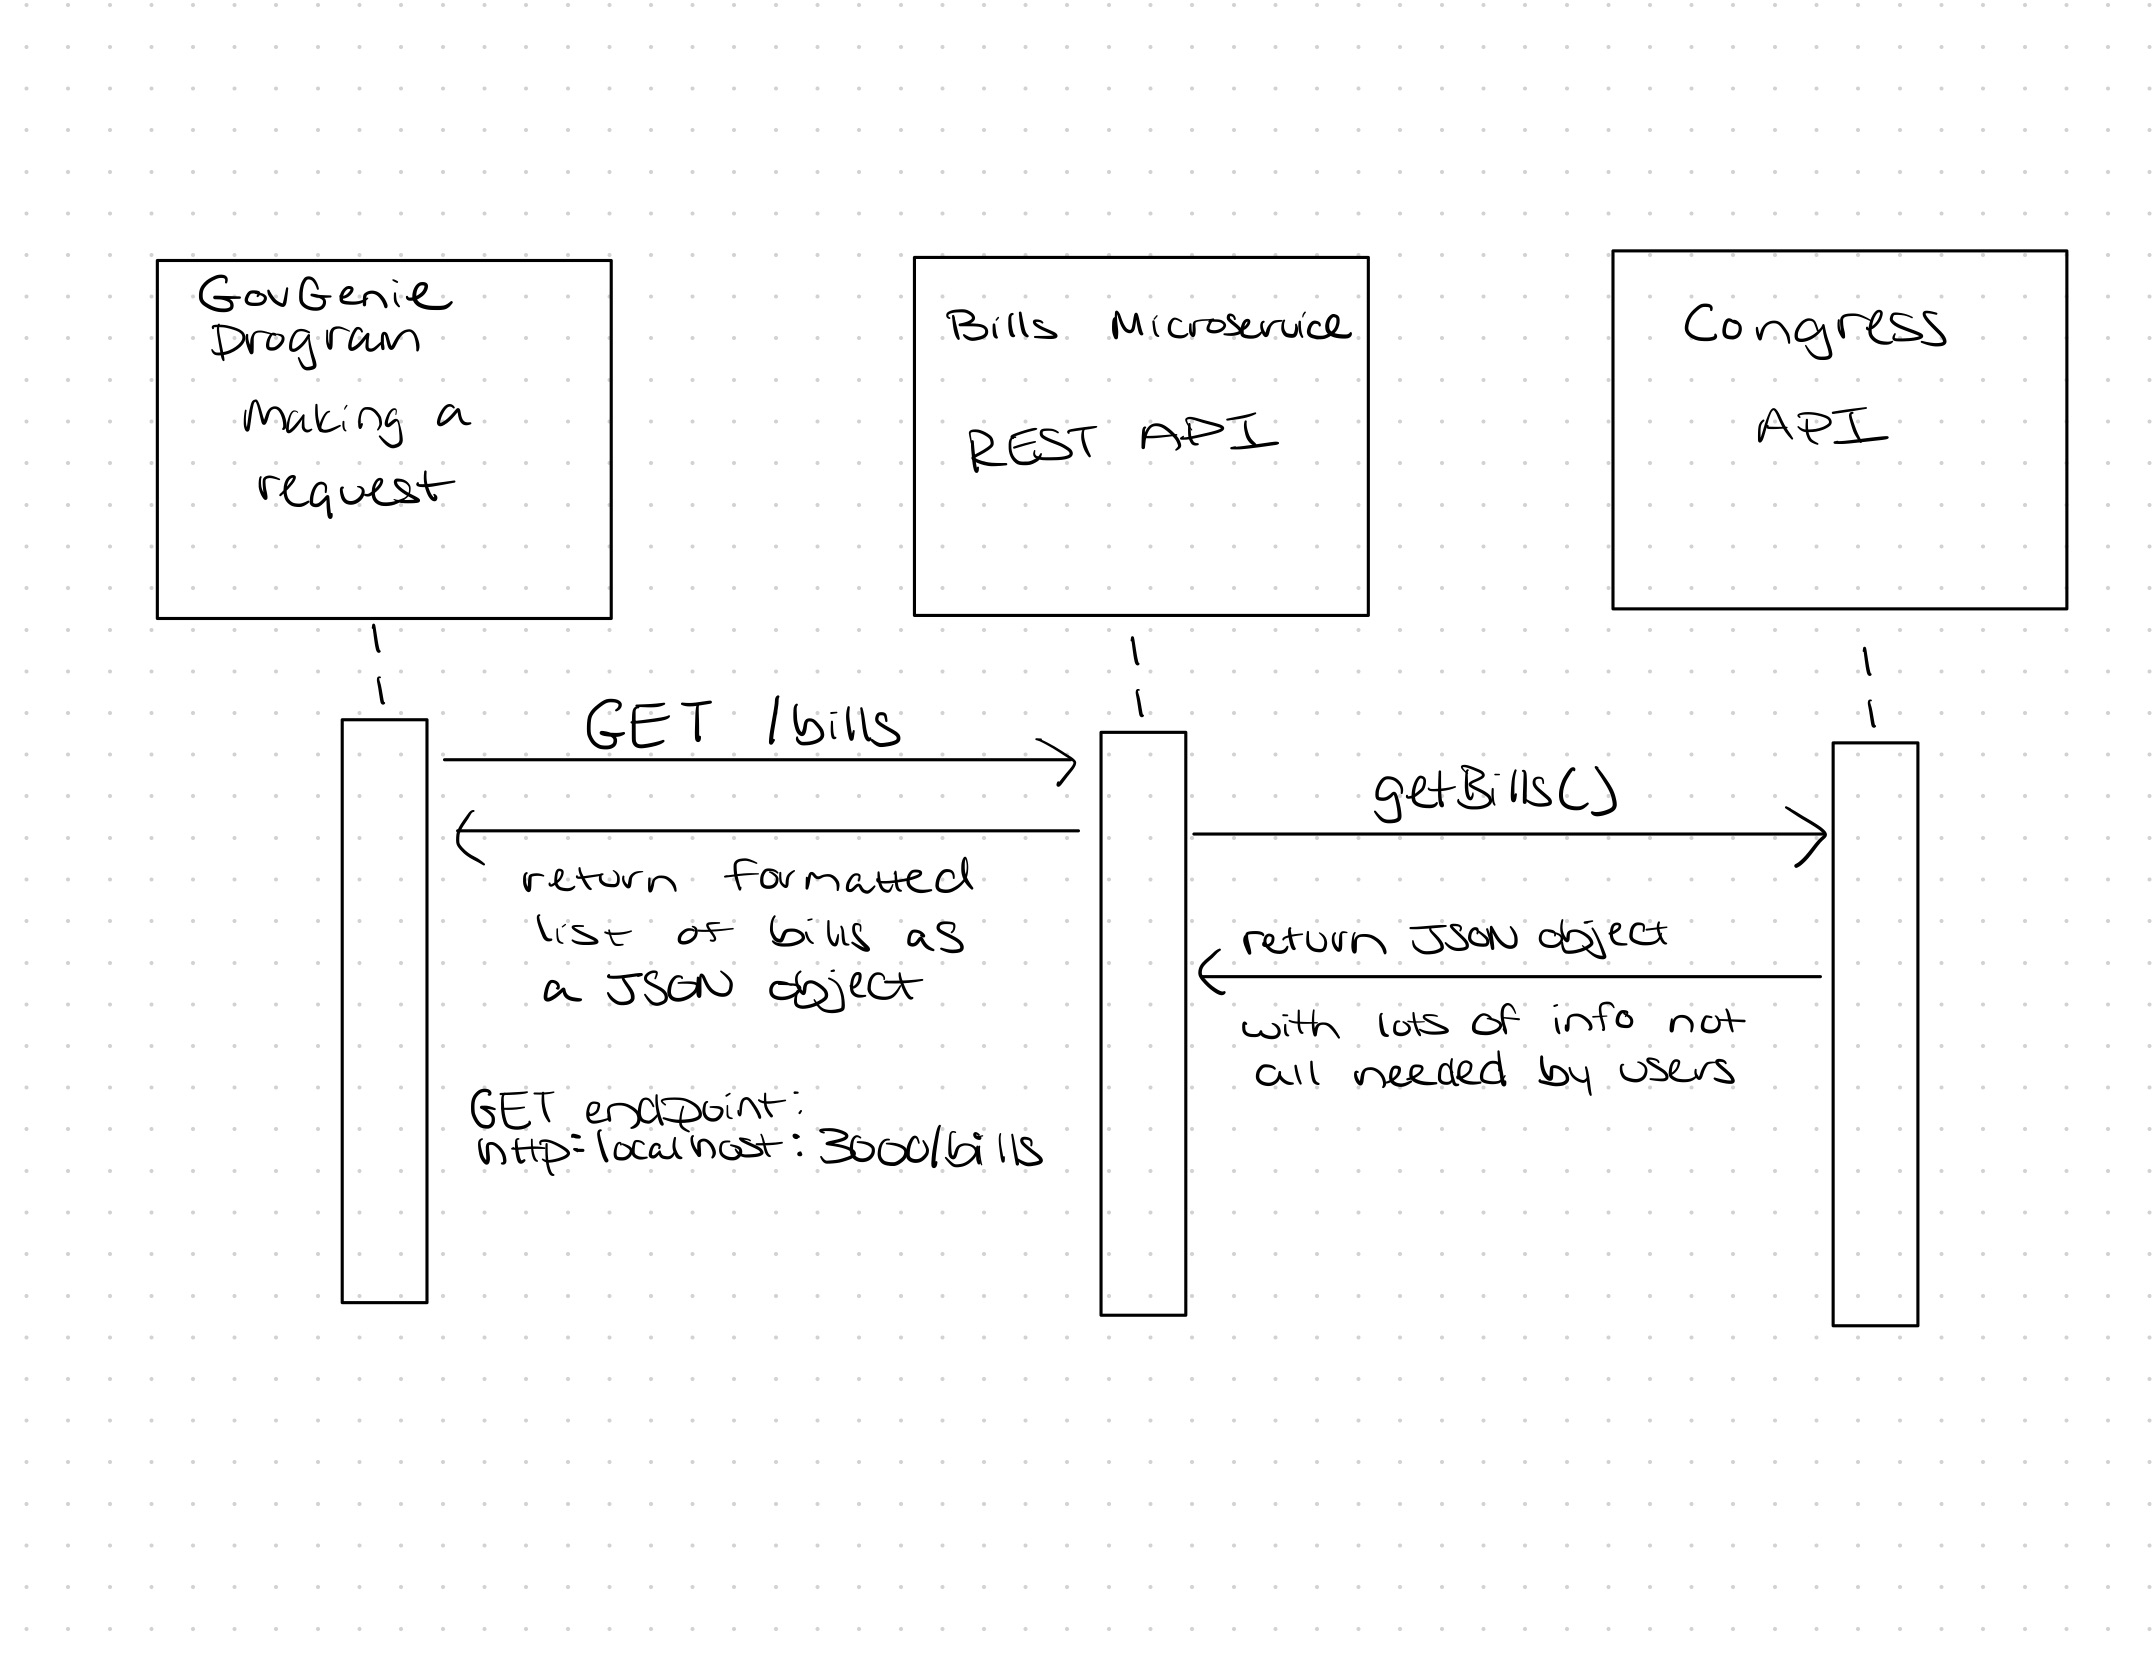 GovGenie
Program
Making a
request
Bills Microservice
REST API
Congress
API
GET /bills
return formated
list of bills as
a JSON object
GET endpoint:
http:localhost:3000/bills
getBills()
return JSON object
with lots of info not
all needed by users